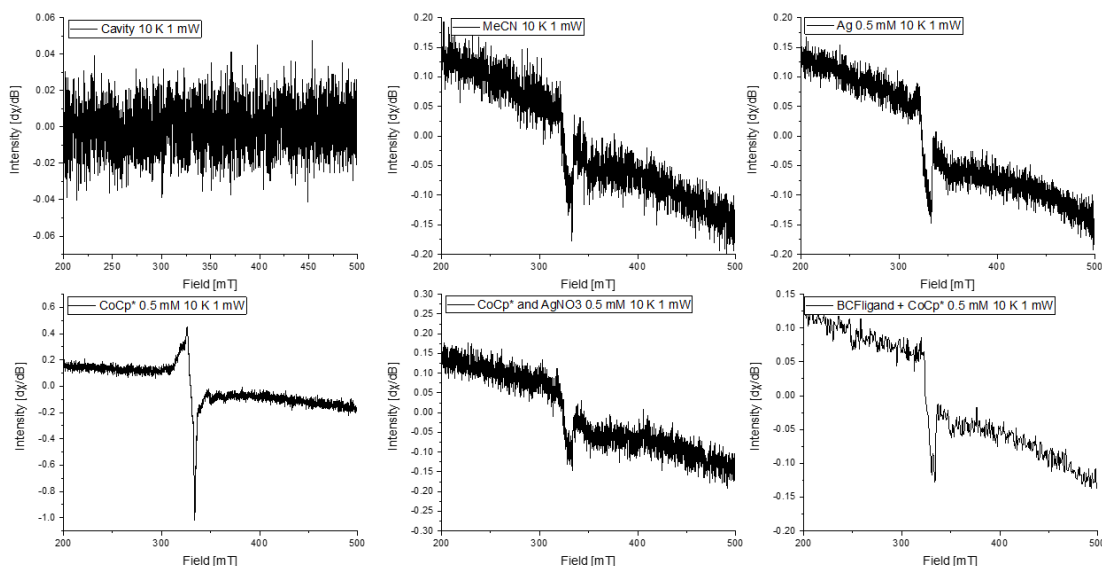 Cavity 10 K 1 mW
0.06
0.04
0.02
0.00
-0.02
-0.04
-0.06
Intensity [dχ/dB]
200 250 300 350 400 450 500
Field [mT]
MeCN 10 K 1 mW
0.20
0.15
0.10
0.05
0.00
-0.05
-0.10
-0.15
-0.20
Intensity [dχ/dB]
200 300 400 500
Field [mT]
Ag 0.5 mM 10 K 1 mW
0.20
0.15
0.10
0.05
0.00
-0.05
-0.10
-0.15
-0.20
Intensity [dχ/dB]
200 300 400 500
Field [mT]
CoCp* 0.5 mM 10 K 1 mW
0.6
0.4
0.2
0.0
-0.2
-0.4
-0.6
-0.8
-1.0
Intensity [dχ/dB]
200 300 400 500
Field [mT]
CoCp* and AgNO3 0.5 mM 10 K 1 mW
0.30
0.25
0.20
0.15
0.10
0.05
0.00
-0.05
-0.10
-0.15
-0.20
-0.25
-0.30
Intensity [dχ/dB]
200 300 400 500
Field [mT]
BCFligand + CoCp* 0.5 mM 10 K 1 mW
0.15
0.10
0.05
0.00
-0.05
-0.10
-0.15
-0.20
Intensity [dχ/dB]
200 300 400 500
Field [mT]